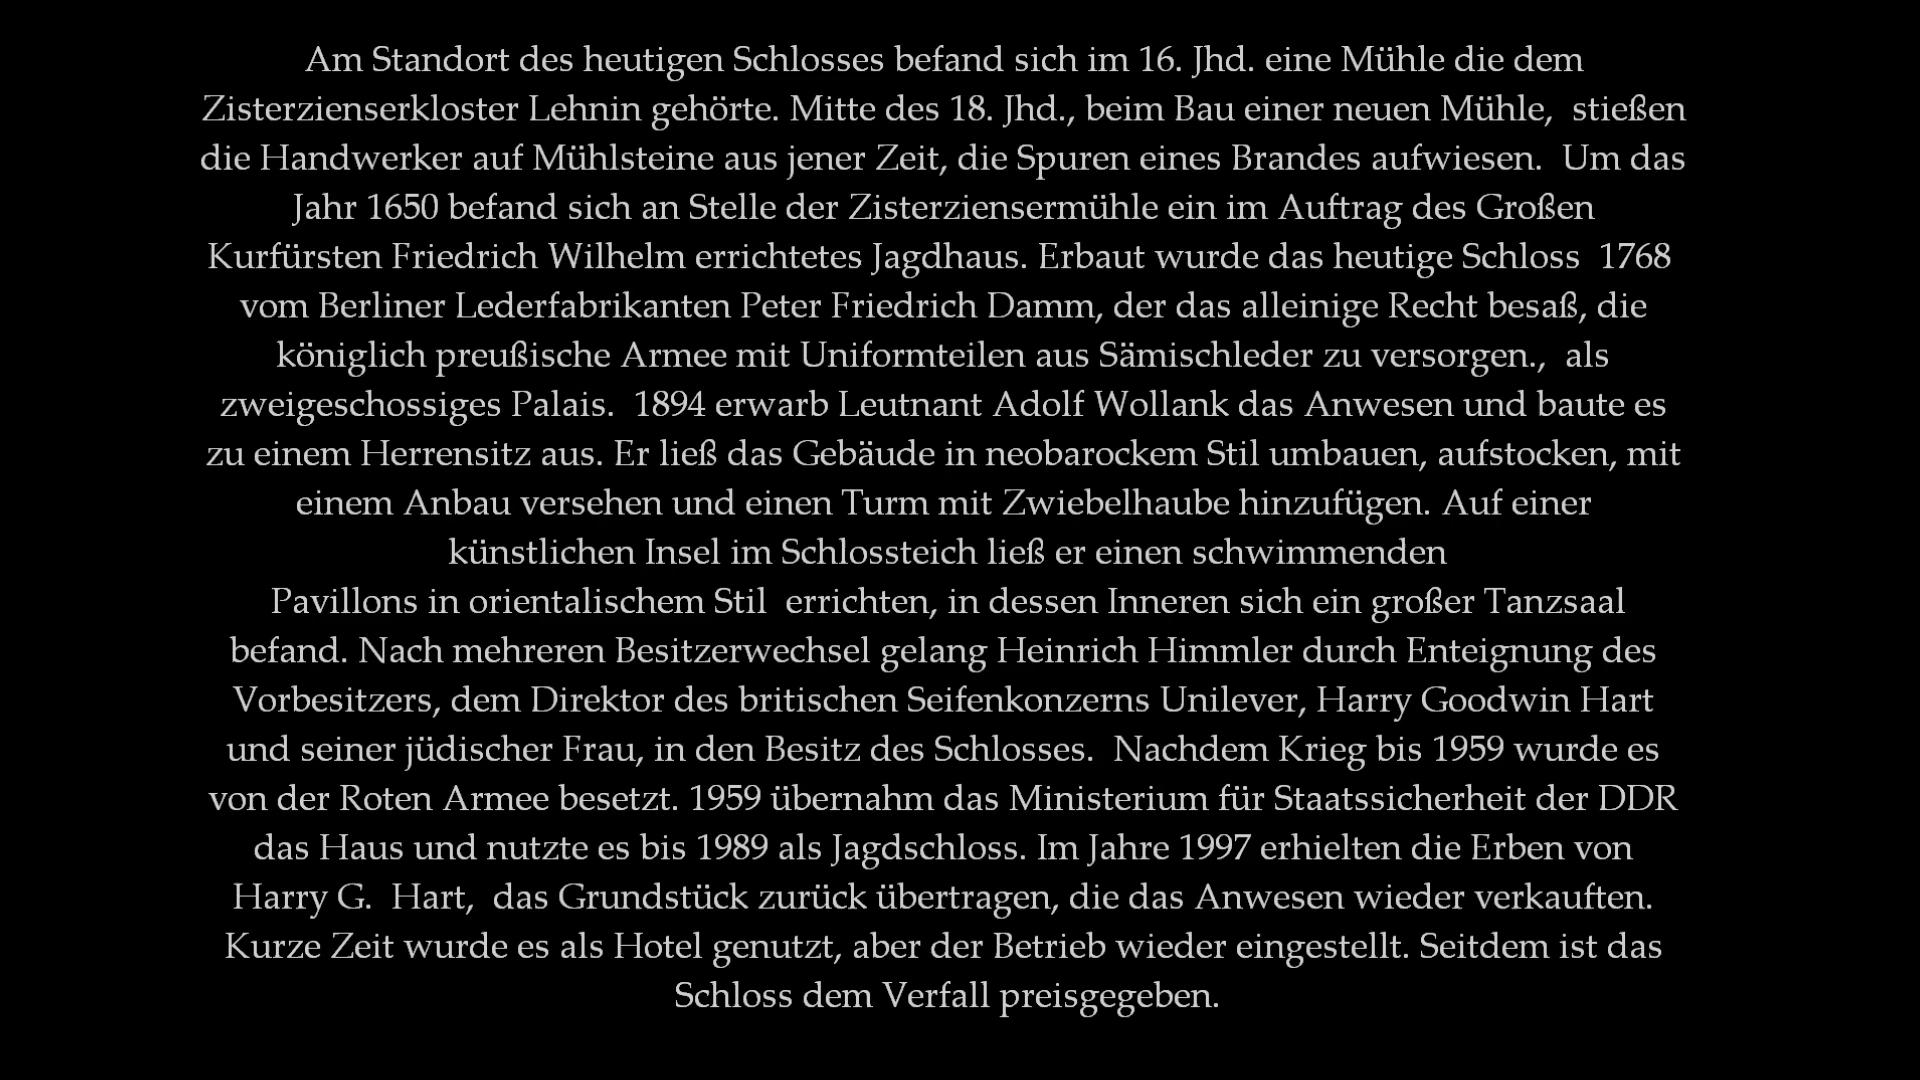 Am Standort des heutigen Schlosses befand sich im 16. Jhd. eine Mühle die dem
Zisterzienserkloster Lehnin gehörte. Mitte des 18. Jhd., beim Bau einer neuen Mühle,  stießen
die Handwerker auf Mühlsteine aus jener Zeit, die Spuren eines Brandes aufwiesen.  Um das
Jahr 1650 befand sich an Stelle der Zisterziensermühle ein im Auftrag des Großen
Kurfürsten Friedrich Wilhelm errichtetes Jagdhaus. Erbaut wurde das heutige Schloss  1768
vom Berliner Lederfabrikanten Peter Friedrich Damm, der das alleinige Recht besaß, die
königlich preußische Armee mit Uniformteilen aus Sämischleder zu versorgen.,  als
zweigeschossiges Palais.  1894 erwarb Leutnant Adolf Wollank das Anwesen und baute es
zu einem Herrensitz aus. Er ließ das Gebäude in neobarockem Stil umbauen, aufstocken, mit
einem Anbau versehen und einen Turm mit Zwiebelhaube hinzufügen. Auf einer
künstlichen Insel im Schlossteich ließ er einen schwimmenden
Pavillons in orientalischem Stil  errichten, in dessen Inneren sich ein großer Tanzsaal
befand. Nach mehreren Besitzerwechsel gelang Heinrich Himmler durch Enteignung des
Vorbesitzers, dem Direktor des britischen Seifenkonzerns Unilever, Harry Goodwin Hart
und seiner jüdischer Frau, in den Besitz des Schlosses.  Nachdem Krieg bis 1959 wurde es
von der Roten Armee besetzt. 1959 übernahm das Ministerium für Staatssicherheit der DDR
das Haus und nutzte es bis 1989 als Jagdschloss. Im Jahre 1997 erhielten die Erben von
Harry G.  Hart,  das Grundstück zurück übertragen, die das Anwesen wieder verkauften.
Kurze Zeit wurde es als Hotel genutzt, aber der Betrieb wieder eingestellt. Seitdem ist das
Schloss dem Verfall preisgegeben.